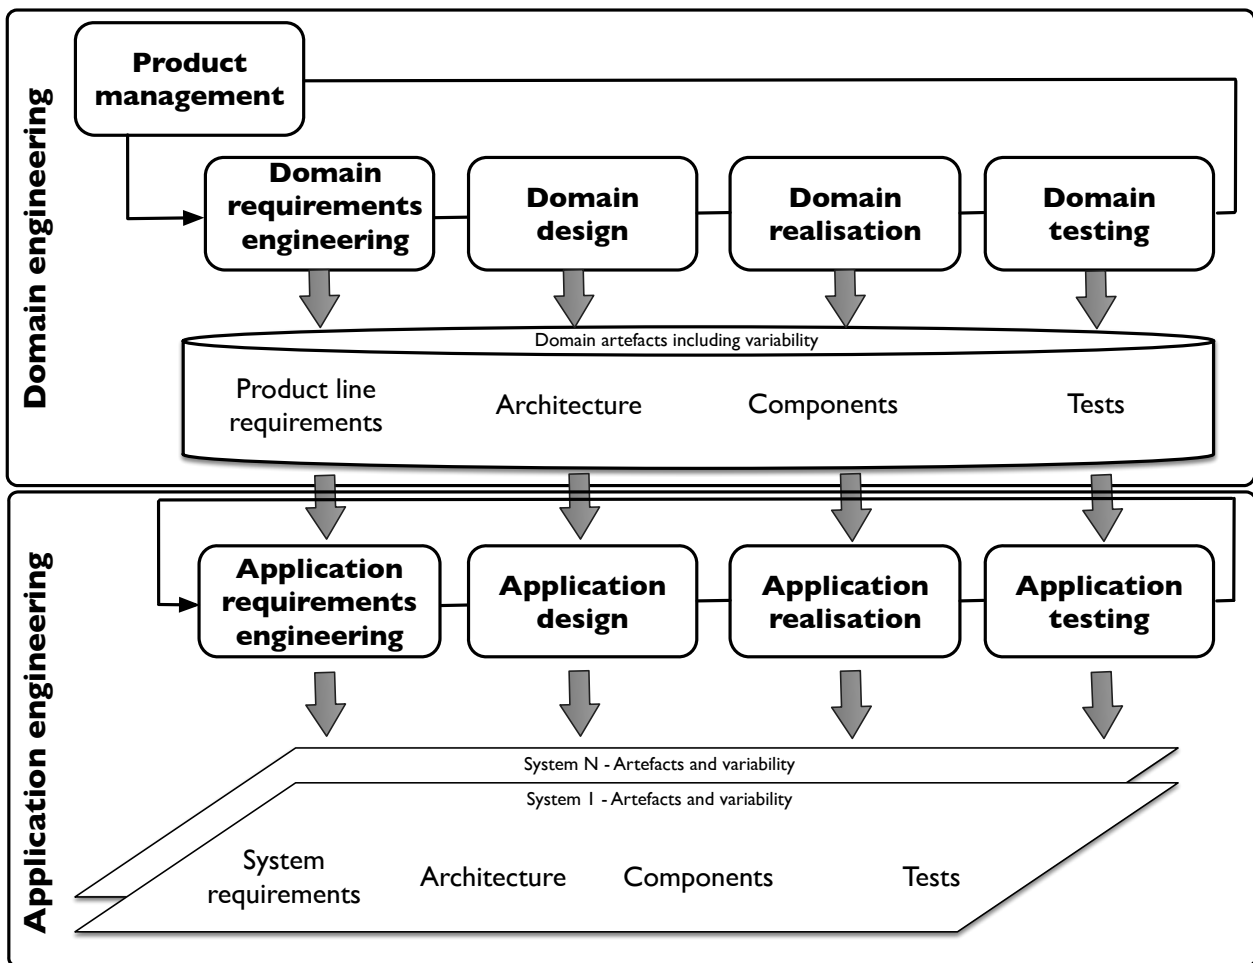 Domain engineering
Product
management
Domain
requirements
engineering
Domain
design
Domain
realisation
Domain
testing
Domain artefacts including variability
Product line
requirements
Architecture
Components
Tests
Application engineering
Application
requirements
engineering
Application
design
Application
realisation
Application
testing
System N - Artefacts and variability
System 1 - Artefacts and variability
System
requirements
Architecture
Components
Tests